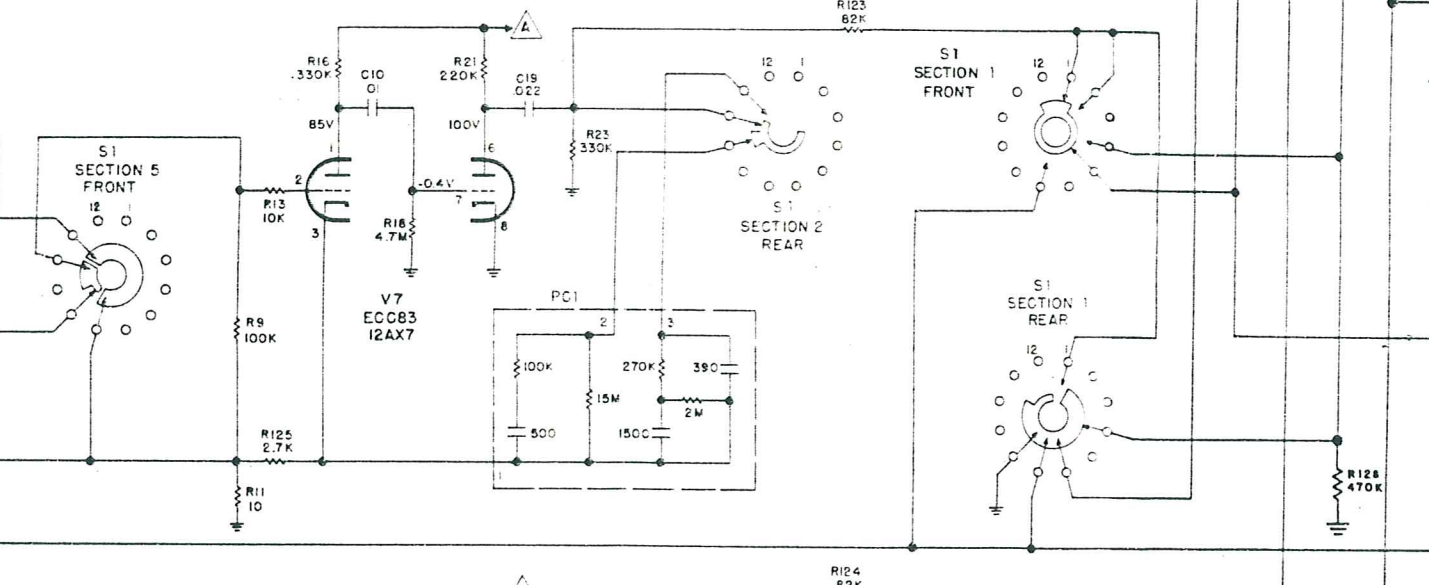 R123
82K
A
R16
330K
C10
.01
R21
220K
C19
.022
12 1
S1
SECTION 1
FRONT
12 1
85V
100V
R23
330K
S1
SECTION 5
FRONT
12 1
1
6
2
R13
10K
-0.4V
7
3
R18
4.7M
8
S1
SECTION 2
REAR
V7
ECC83
12AX7
PC1
2
3
S1
SECTION 1
REAR
12 1
R9
100K
100K
15M
270K
390
2M
500
1500
R125
2.7K
1
R11
10
R128
470K
R124
82K